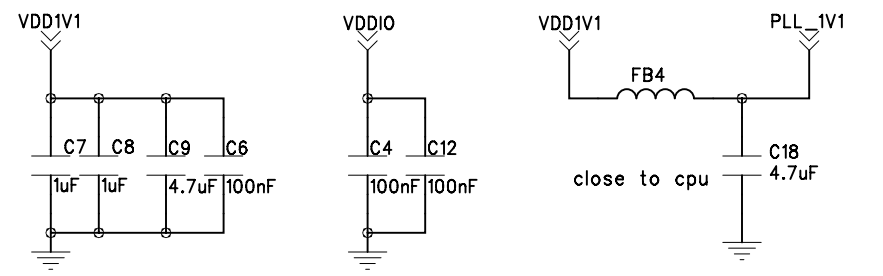 VDD1V1
VDDIO
VDD1V1
PLL_1V1
FB4
C7
C8
C9
C6
C4
C12
C18
1uF
1uF
4.7uF
100nF
100nF
100nF
4.7uF
close to cpu